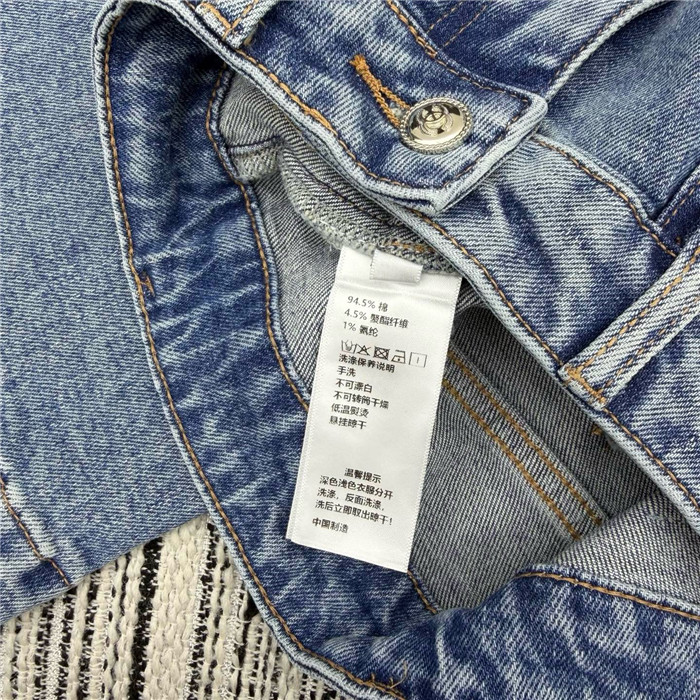 94.5% 棉
4.5% 聚酯纤维
1% 氨纶
洗涤保养说明
手洗
不可漂白
不可转筒干燥
低温熨烫
悬挂晾干
温馨提示
深色浅色衣服分开
洗涤，反面洗涤，
洗后立即取出晾干！
中国制造